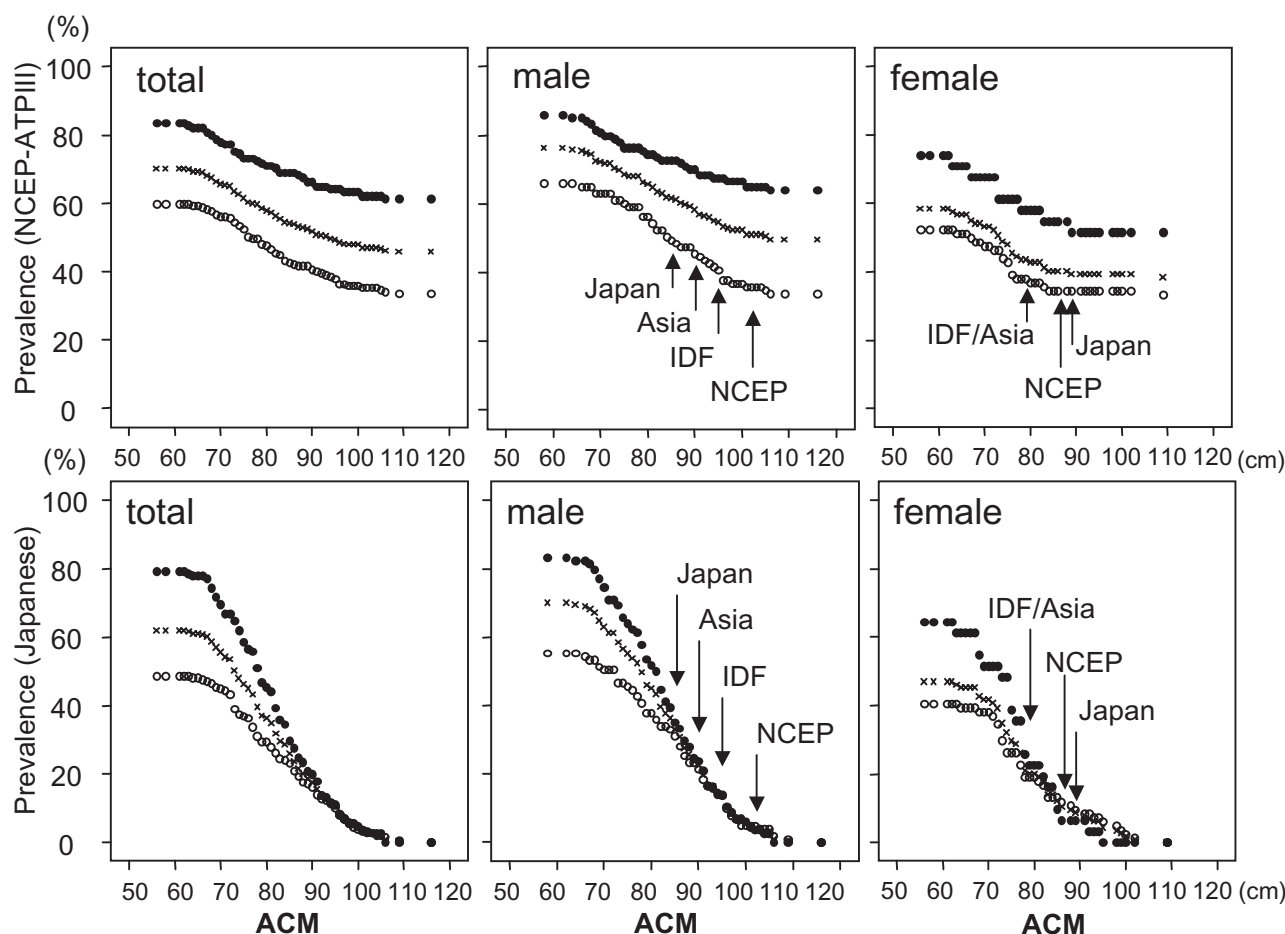 (%)
Prevalence (NCEP-ATPIII)
100
80
60
40
20
0
total
male
Japan
Asia
IDF
NCEP
female
IDF/Asia
Japan
NCEP
50 60 70 80 90 100 110 120
50 60 70 80 90 100 110 120
50 60 70 80 90 100 110 120 (cm)
(%)
Prevalence (Japanese)
100
80
60
40
20
0
total
male
Japan
Asia
IDF
NCEP
female
IDF/Asia
NCEP
Japan
50 60 70 80 90 100 110 120
50 60 70 80 90 100 110 120
50 60 70 80 90 100 110 120 (cm)
ACM
ACM
ACM